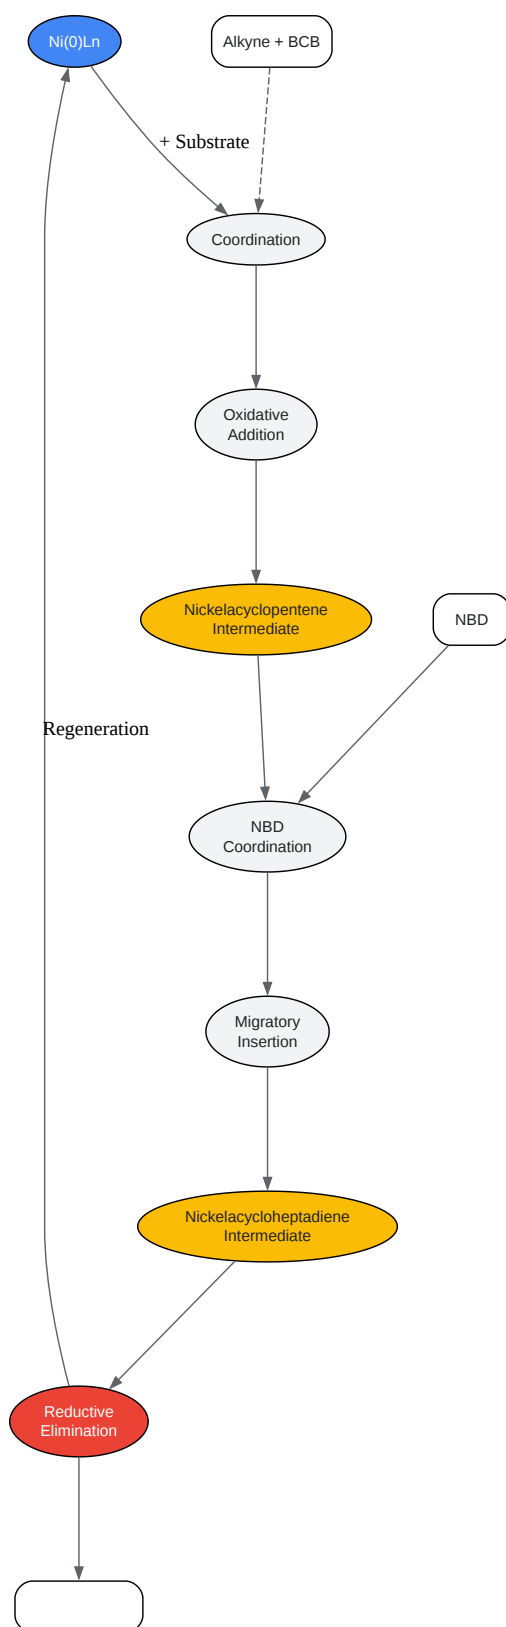 Ni(0)Ln
Alkyne + BCB
+ Substrate
Coordination
Oxidative
Addition
Nickelacyclopentene
Intermediate
NBD
Regeneration
NBD
Coordination
Migratory
Insertion
Nickelacycloheptadiene
Intermediate
Reductive
Elimination